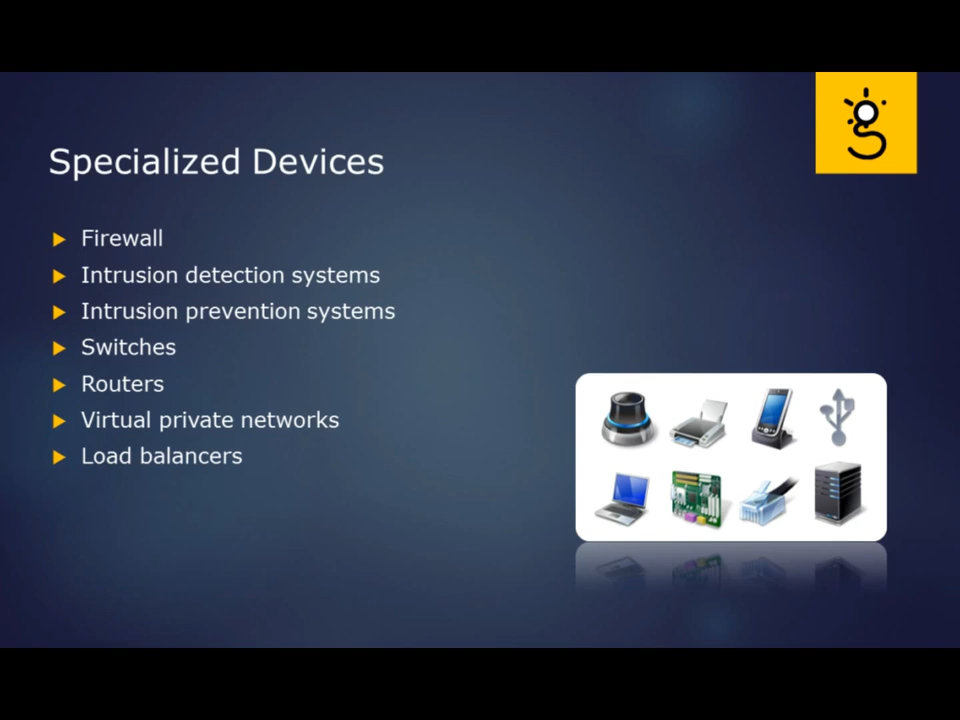 Specialized Devices
Firewall
Intrusion detection systems
Intrusion prevention systems
Switches
Routers
Virtual private networks
Load balancers